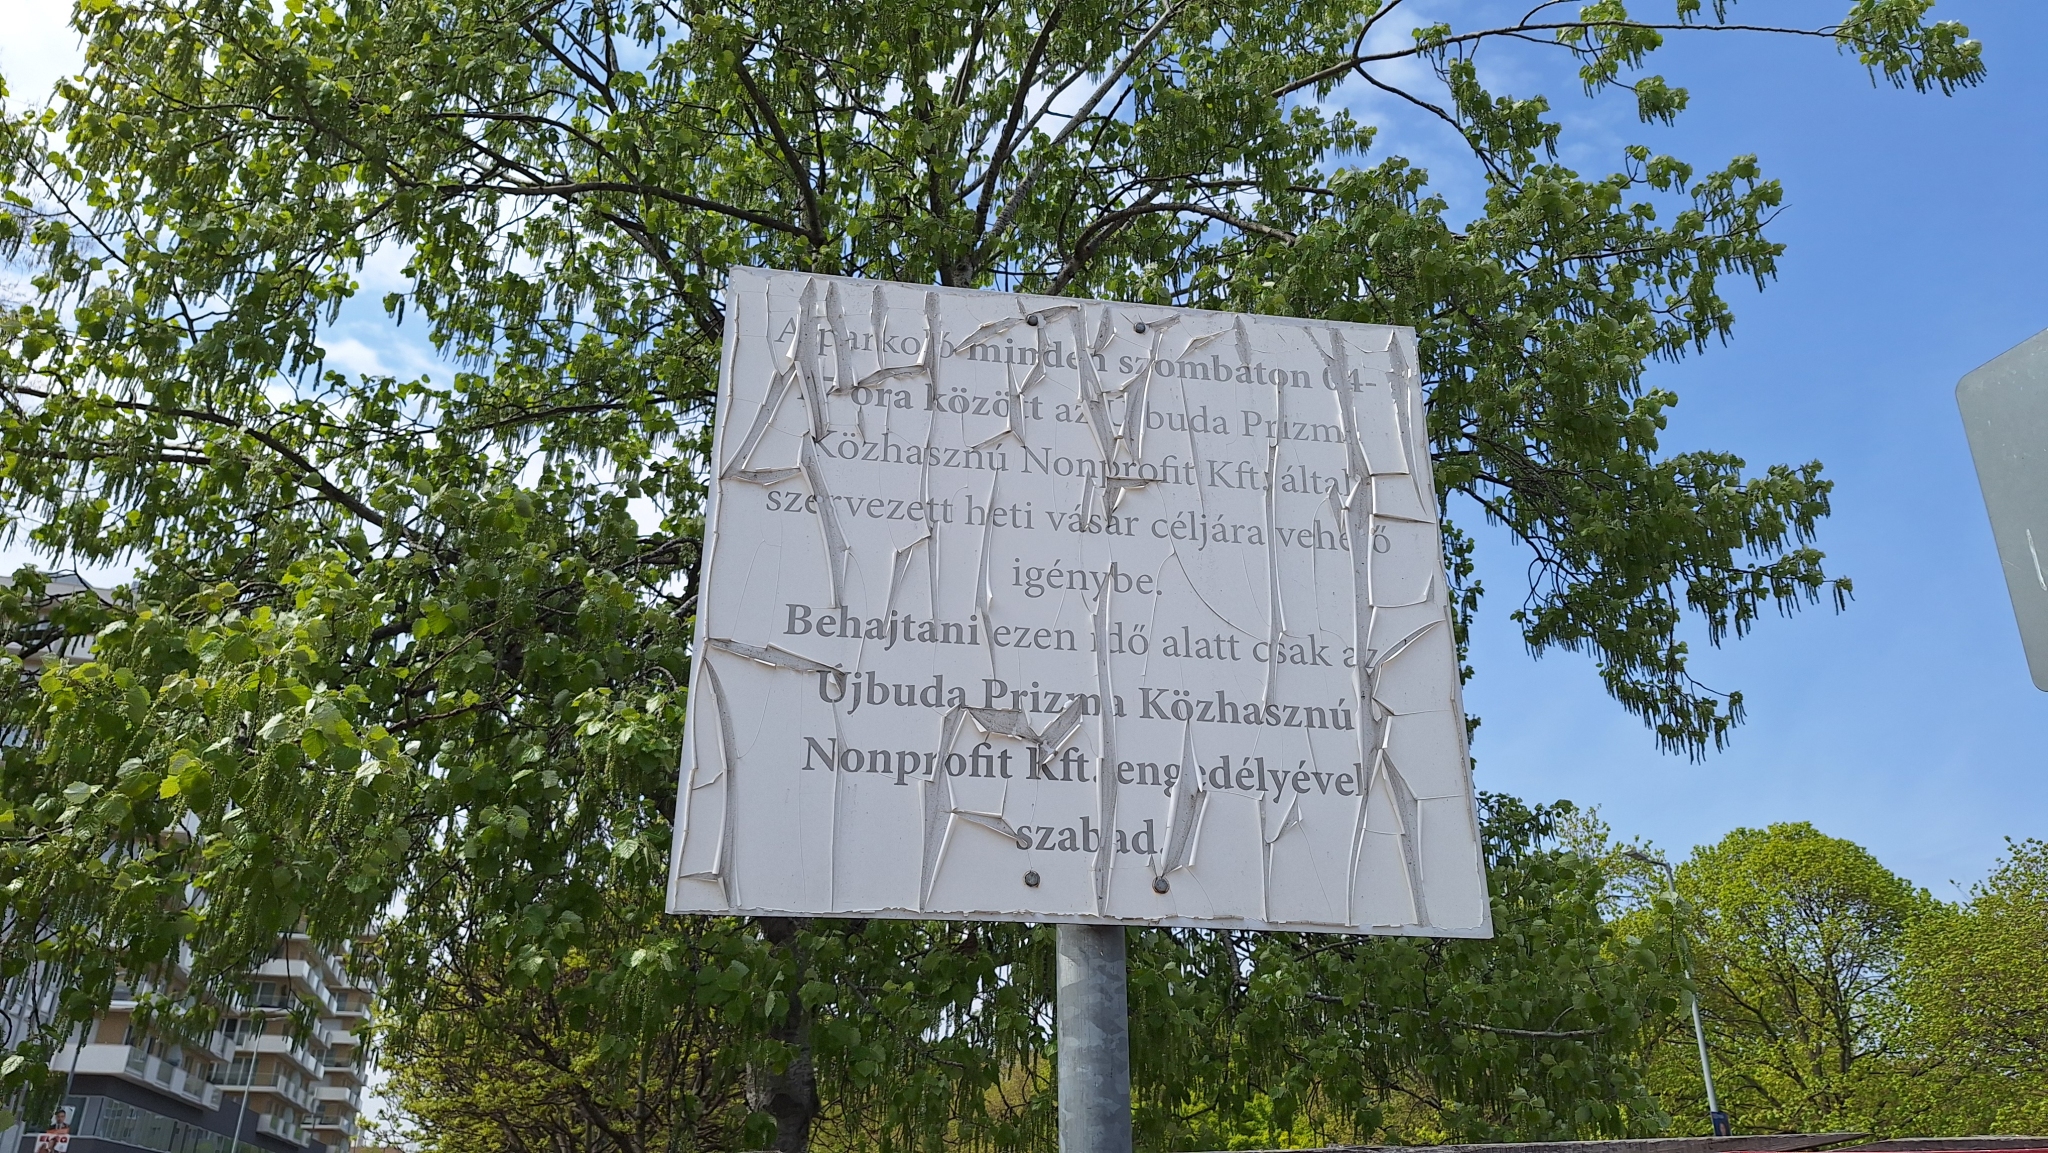 A parkoló minden szombaton 04-
óra között az Újbuda Prizma
Közhasznú Nonprofit Kft. által
szervezett heti vásár céljára vehető
igénybe.
Behajtani ezen idő alatt csak az
Újbuda Prizma Közhasznú
Nonprofit Kft. engedélyével
szabad.